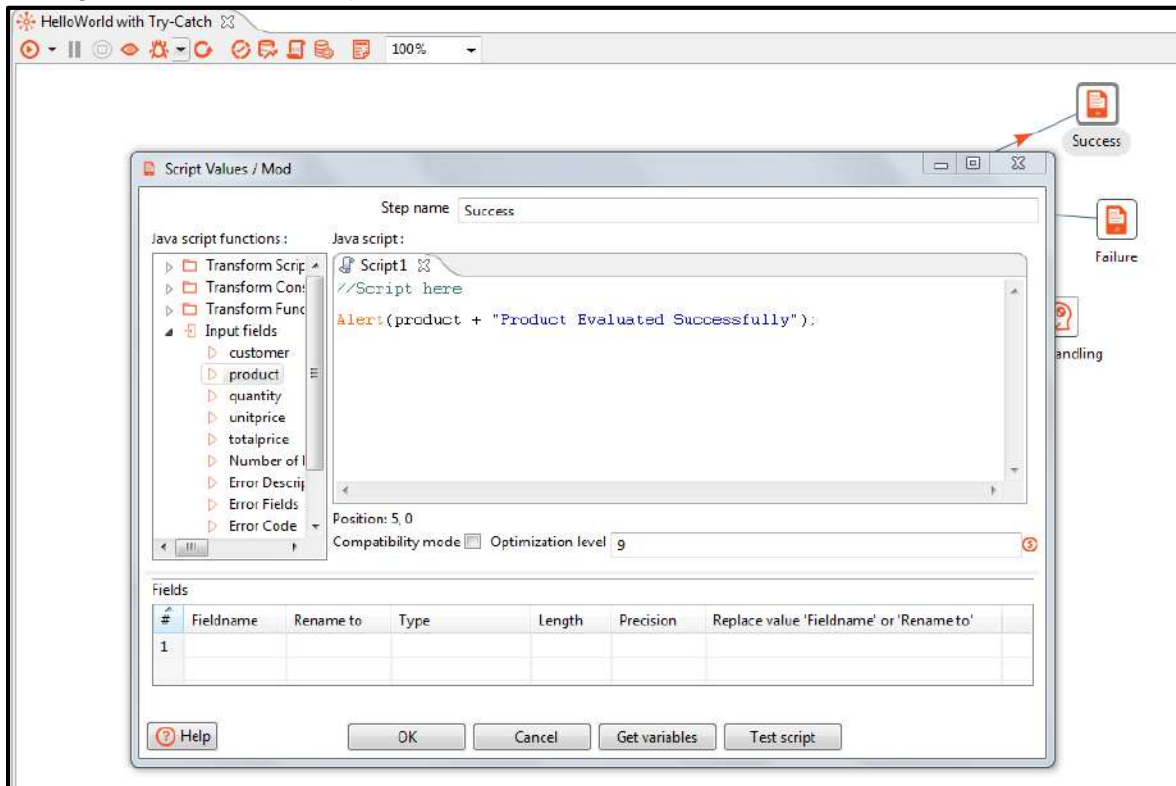 HelloWorld with Try-Catch
100%
Success
Failure
andling
Script Values / Mod
Step name Success
Java script functions :
Java script :
Transform Scrip
Transform Con
Transform Func
Input fields
customer
product
quantity
unitprice
totalprice
Number of
Error Descrip
Error Fields
Error Code
Script1
//Script here
Alert(product + "Product Evaluated Successfully");
Position: 5, 0
Compatibility mode Optimization level 9
Fields
# Fieldname Rename to Type Length Precision Replace value 'Fieldname' or 'Rename to'
1
Help OK Cancel Get variables Test script